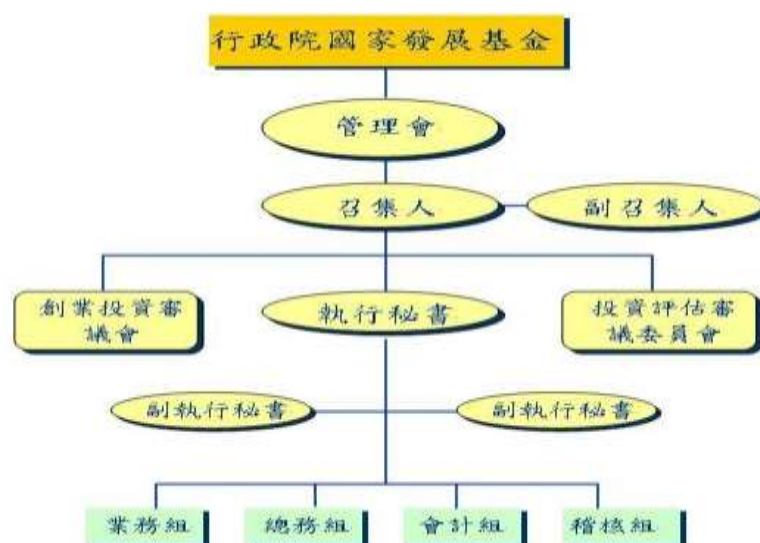 行政院國家發展基金
管理會
召集人
副召集人
創業投資審
議會
執行秘書
投資評估審
議委員會
副執行秘書
副執行秘書
業務組
總務組
會計組
稽核組